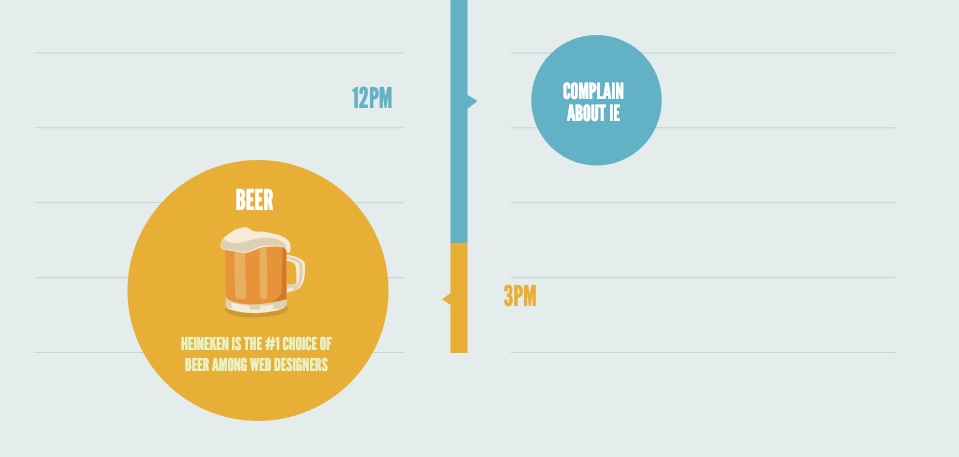 12PM
COMPLAIN
ABOUT IE
BEER
3PM
HEINEKEN IS THE #1 CHOICE OF
BEER AMONG WEB DESIGNERS